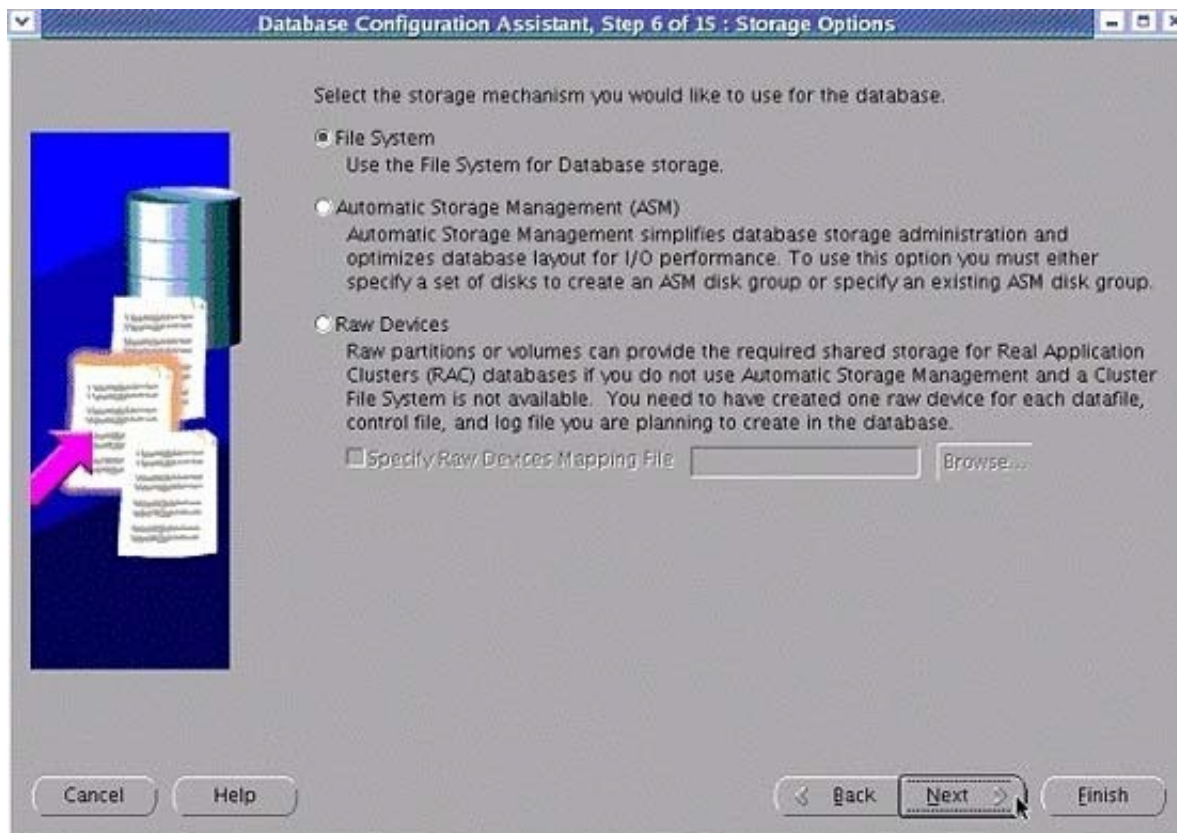 Database Configuration Assistant, Step 6 of 15 : Storage Options
Select the storage mechanism you would like to use for the database.
File System
Use the File System for Database storage.
Automatic Storage Management (ASM)
Automatic Storage Management simplifies database storage administration and
optimizes database layout for I/O performance. To use this option you must either
specify a set of disks to create an ASM disk group or specify an existing ASM disk group.
Raw Devices
Raw partitions or volumes can provide the required shared storage for Real Application
Clusters (RAC) databases if you do not use Automatic Storage Management and a Cluster
File System is not available. You need to have created one raw device for each datafile,
control file, and log file you are planning to create in the database.
Specify Raw Devices Mapping File
Browse...
Cancel
Help
Back
Next
Finish